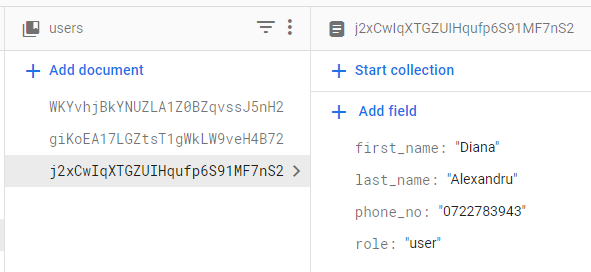 users
+ Add document
WKYvhjBkYNUZLA1Z0BZqvssJ5nH2
giKoEA17LGZtsT1gWkLW9veH4B72
j2xCwIqXTGZUIHqufp6S91MF7nS2
j2xCwIqXTGZUIHqufp6S91MF7nS2
+ Start collection
+ Add field
first_name: "Diana"
last_name: "Alexandru"
phone_no: "0722783943"
role: "user"